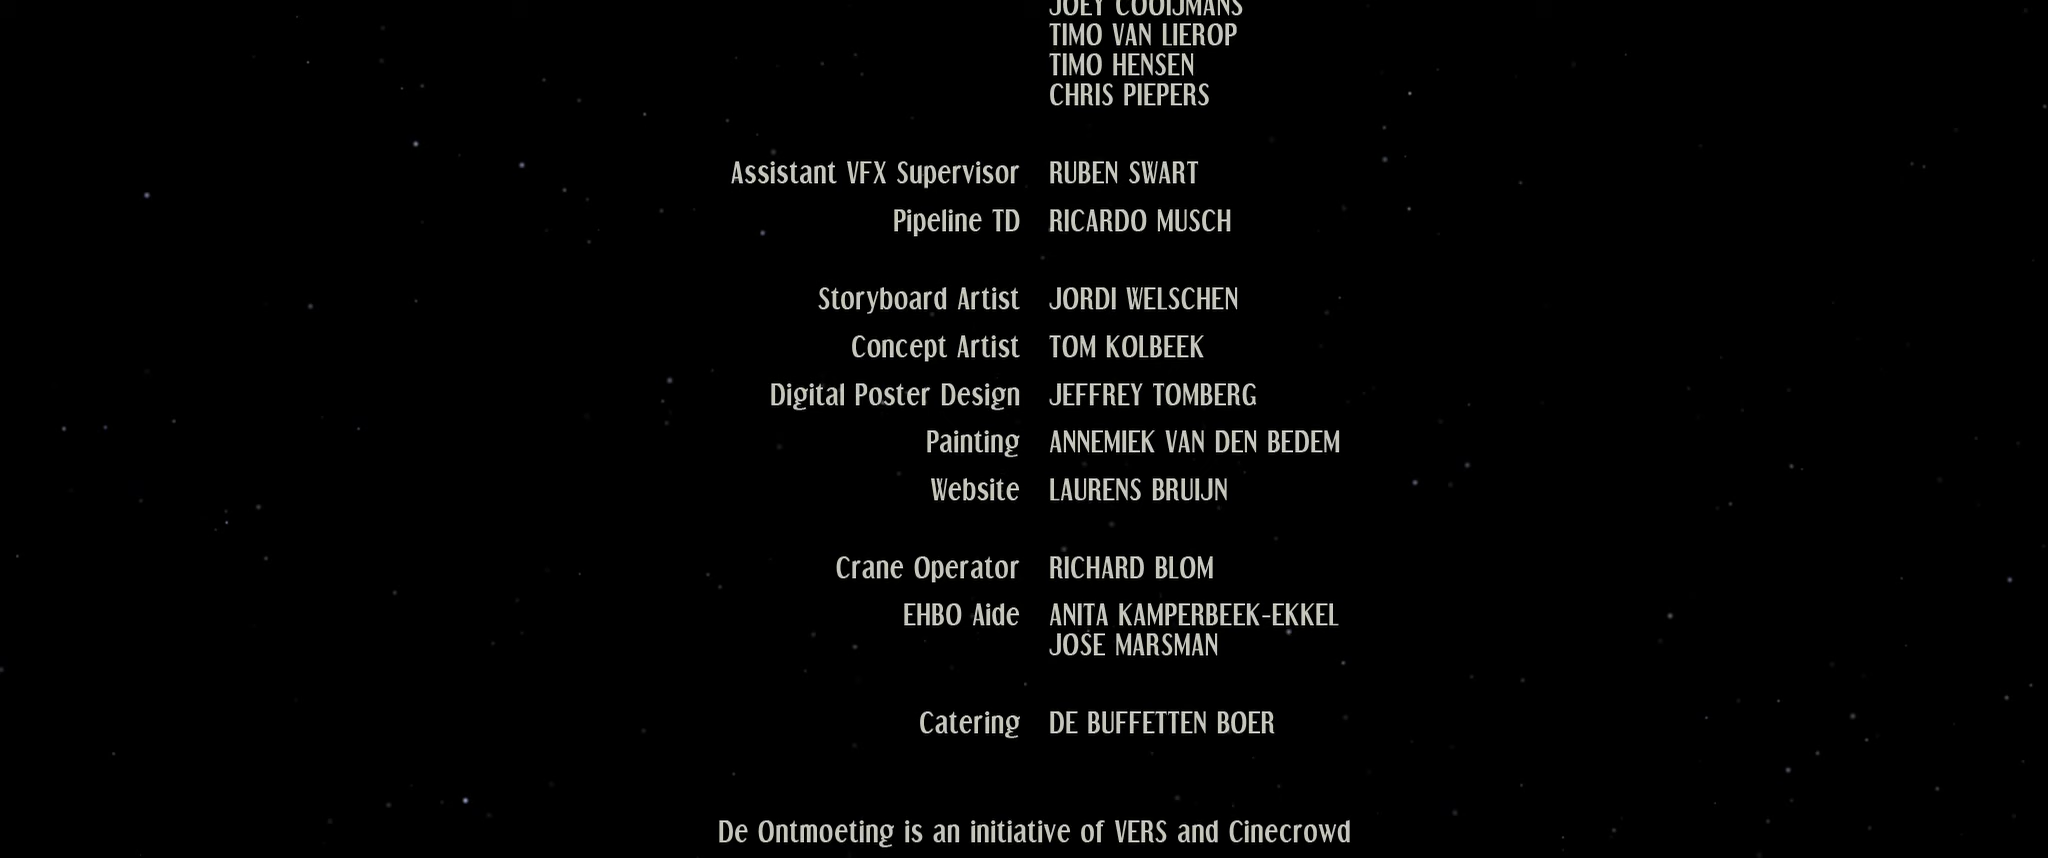 JOEY COOIJMANS
TIMO VAN LIEROP
TIMO HENSEN
CHRIS PIEPERS
Assistant VFX Supervisor RUBEN SWART
Pipeline TD RICARDO MUSCH
Storyboard Artist JORDI WELSCHEN
Concept Artist TOM KOLBEEK
Digital Poster Design JEFFREY TOMBERG
Painting ANNEMIEK VAN DEN BEDEM
Website LAURENS BRUIJN
Crane Operator RICHARD BLOM
EHBO Aide ANITA KAMPERBEEK-EKKEL
JOSE MARSMAN
Catering DE BUFFETTEN BOER
De Ontmoeting is an initiative of VERS and Cinecrowd